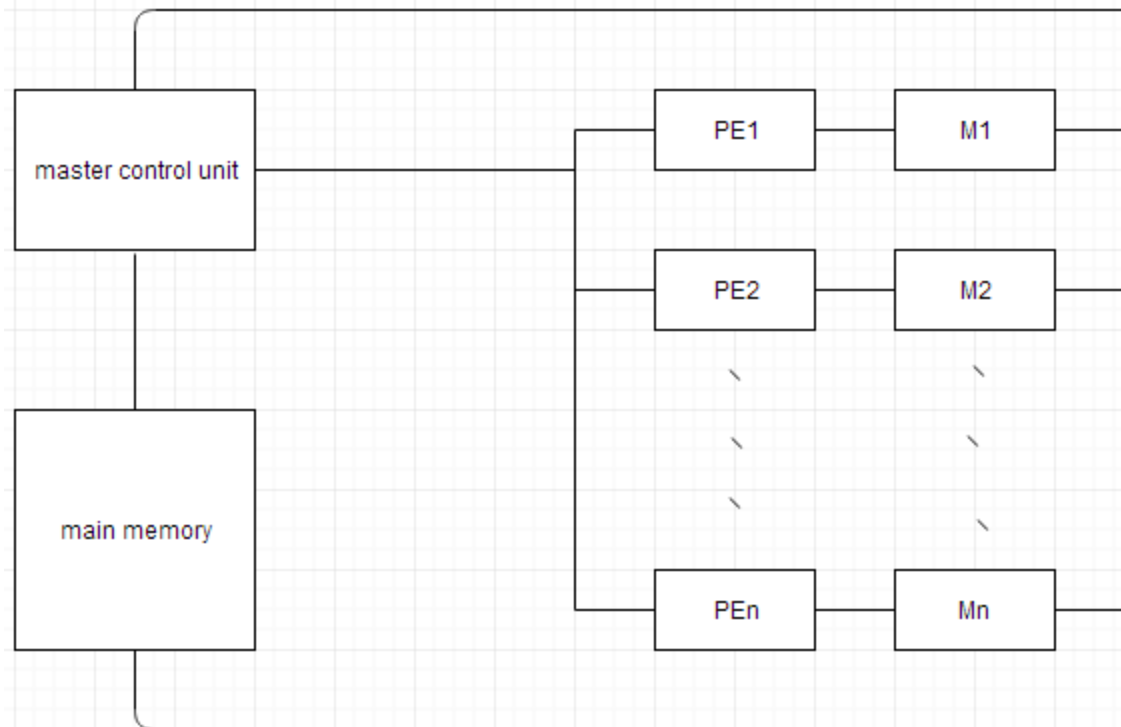 master control unit
PE1
M1
PE2
M2
main memory
PEn
Mn